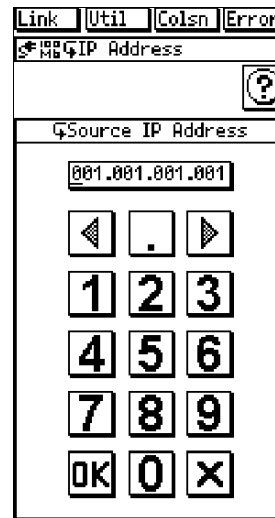 Link Util Colsn Error
IP Address
?
Source IP Address
001.001.001.001
.
1 2 3
4 5 6
7 8 9
OK 0 X